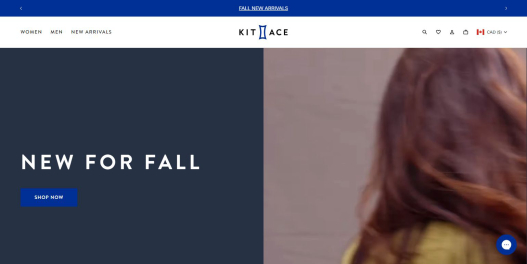 FALL NEW ARRIVALS
WOMEN MEN NEW ARRIVALS
KIT ACE
CAD ($)
NEW FOR FALL
SHOP NOW